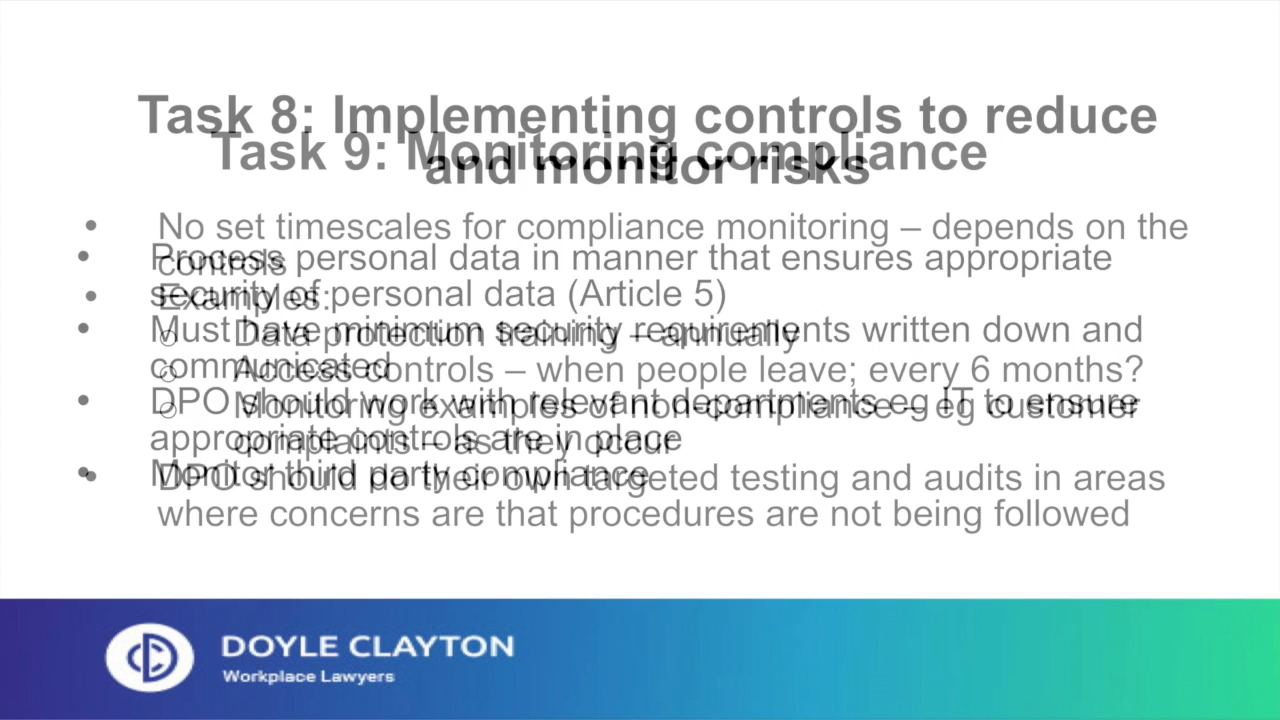 Task 8: Implementing controls to reduce
and monitor risks
• Process personal data in manner that ensures appropriate
security of personal data (Article 5)
• Must have minimum security requirements written down and
communicated
• DPO should work with relevant departments eg IT to ensure
appropriate controls are in place
• Monitor third party compliance
Task 9: Monitoring compliance
• No set timescales for compliance monitoring – depends on the
controls
• Examples:
○ Data protection training – annually
○ Access controls – when people leave; every 6 months?
○ Monitoring examples of non-compliance – eg customer
complaints – as they occur
• DPO should do their own targeted testing and audits in areas
where concerns are that procedures are not being followed
DOYLE CLAYTON
Workplace Lawyers